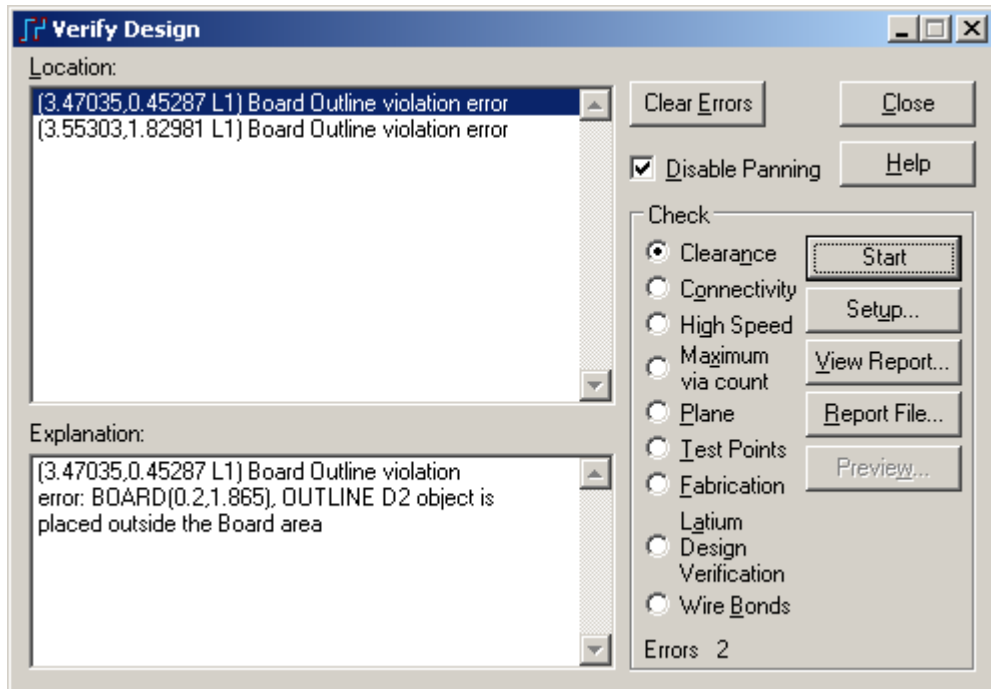 Verify Design
Location:
(3.47035,0.45287 L1) Board Outline violation error
(3.55303,1.82981 L1) Board Outline violation error
Explanation:
(3.47035,0.45287 L1) Board Outline violation
error: BOARD(0.2,1.865), OUTLINE D2 object is
placed outside the Board area
Clear Errors
Close
Disable Panning
Help
Check
Clearance
Start
Connectivity
Setup...
High Speed
Maximum
via count
View Report...
Plane
Report File...
Test Points
Preview...
Fabrication
Latium
Design
Verification
Wire Bonds
Errors 2